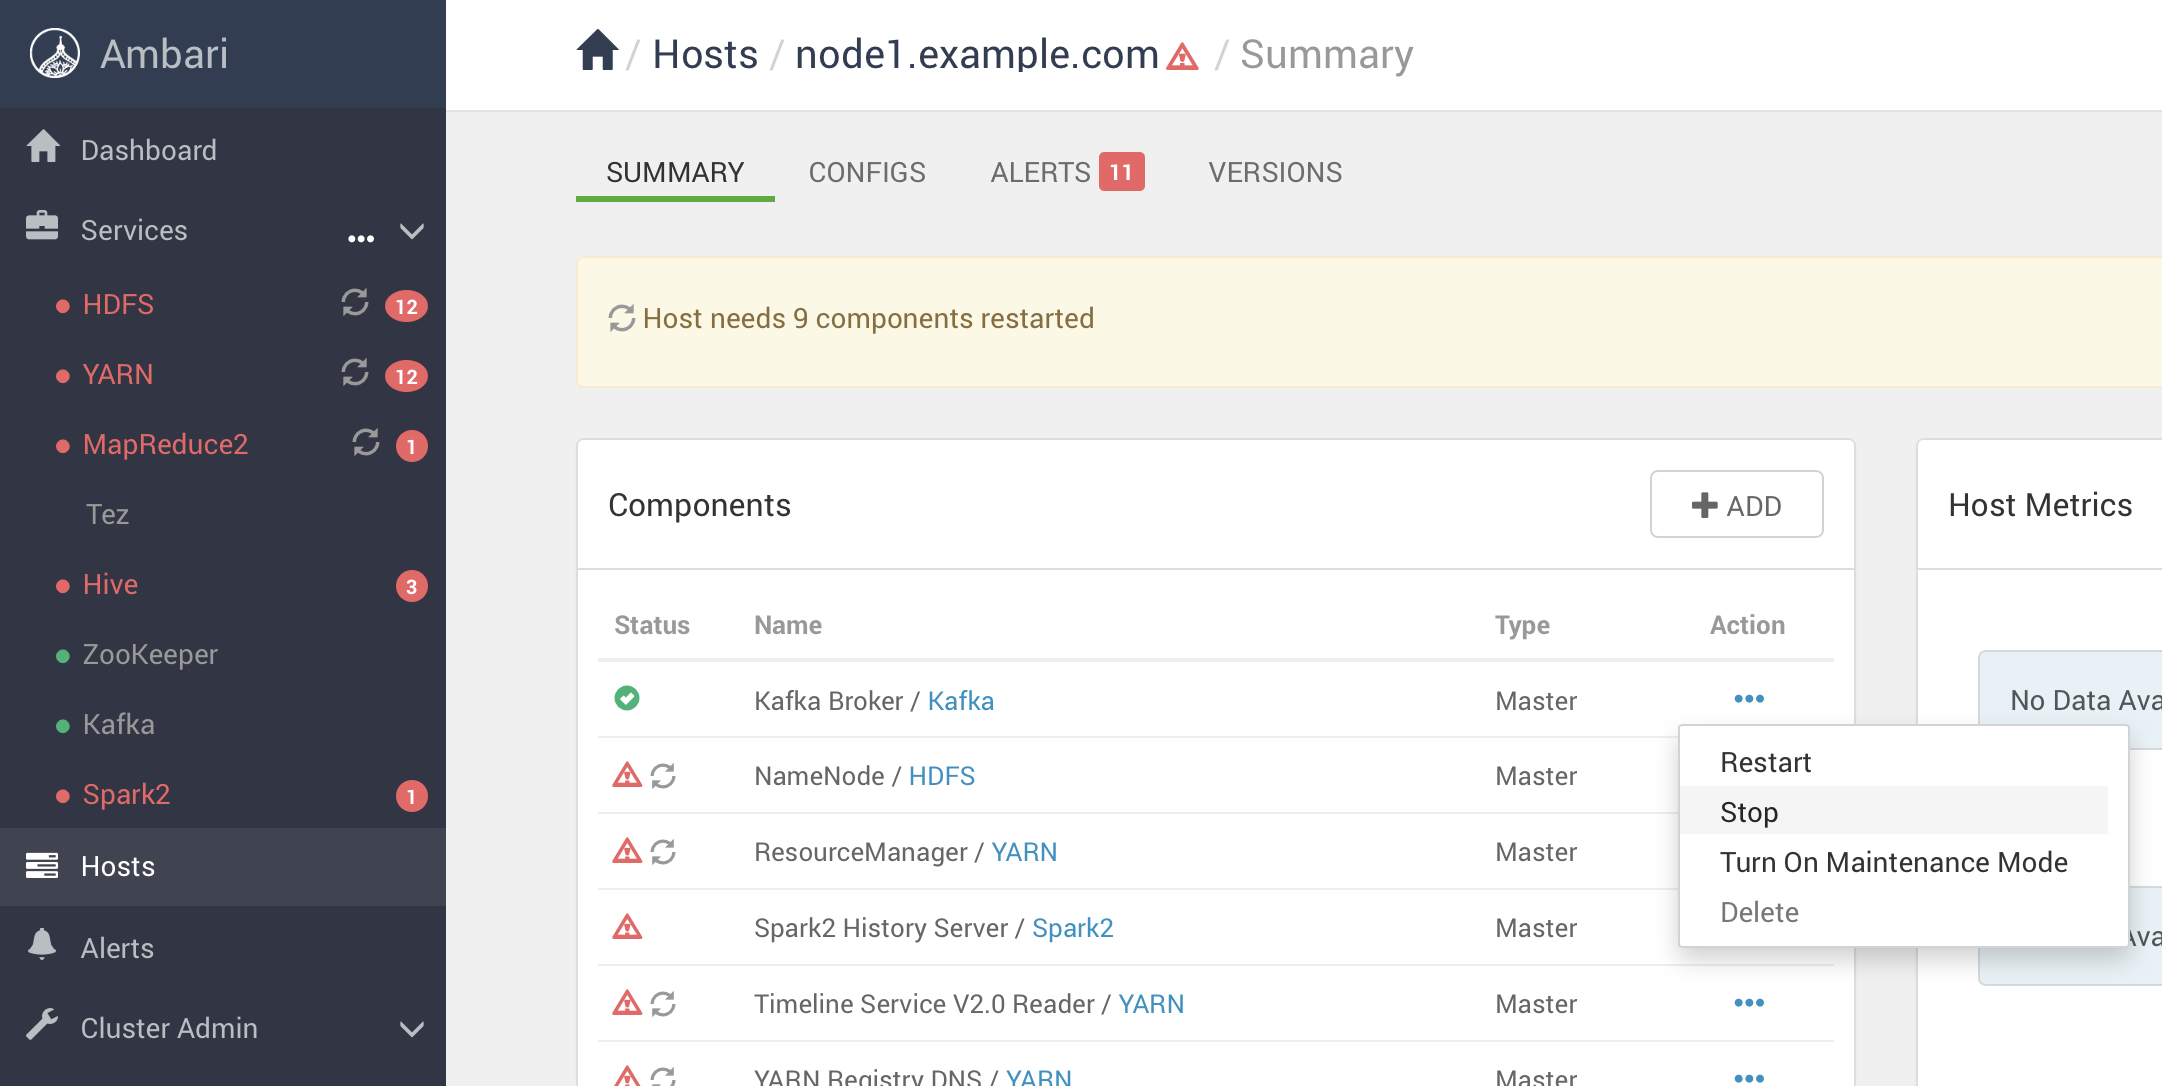 Ambari
Dashboard
Services
HDFS 12
YARN 12
MapReduce2 1
Tez
Hive 3
ZooKeeper
Kafka
Spark2 1
Hosts
Alerts
Cluster Admin
/ Hosts / node1.example.com / Summary
SUMMARY CONFIGS ALERTS 11 VERSIONS
Host needs 9 components restarted
Components
ADD
Status Name Type Action
Kafka Broker / Kafka Master
NameNode / HDFS Master
ResourceManager / YARN Master
Spark2 History Server / Spark2 Master
Timeline Service V2.0 Reader / YARN Master
YARN Registry DNS / YARN Master
Restart
Stop
Turn On Maintenance Mode
Delete
Host Metrics
No Data Ava
Ava